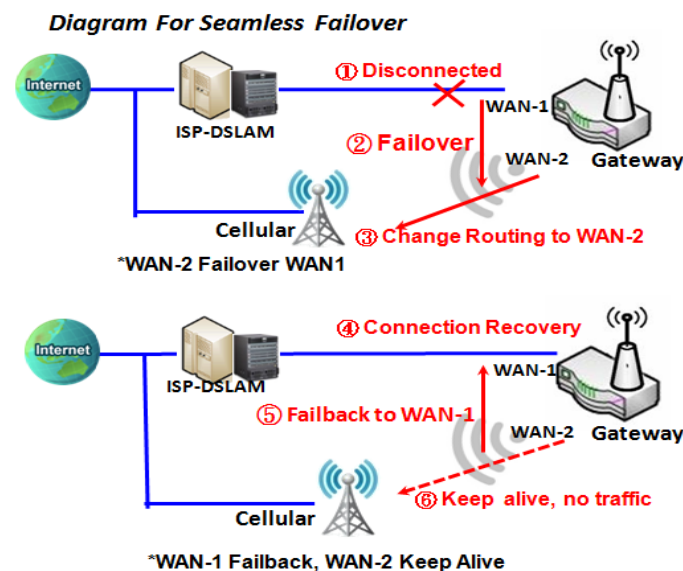 Diagram For Seamless Failover
① Disconnected
Internet
WAN-1
ISP-DSLAM
② Failover
WAN-2
Gateway
Cellular
③ Change Routing to WAN-2
*WAN-2 Failover WAN1
④ Connection Recovery
Internet
WAN-1
ISP-DSLAM
⑤ Failback to WAN-1
WAN-2
Gateway
⑥ Keep alive, no traffic
Cellular
*WAN-1 Failback, WAN-2 Keep Alive